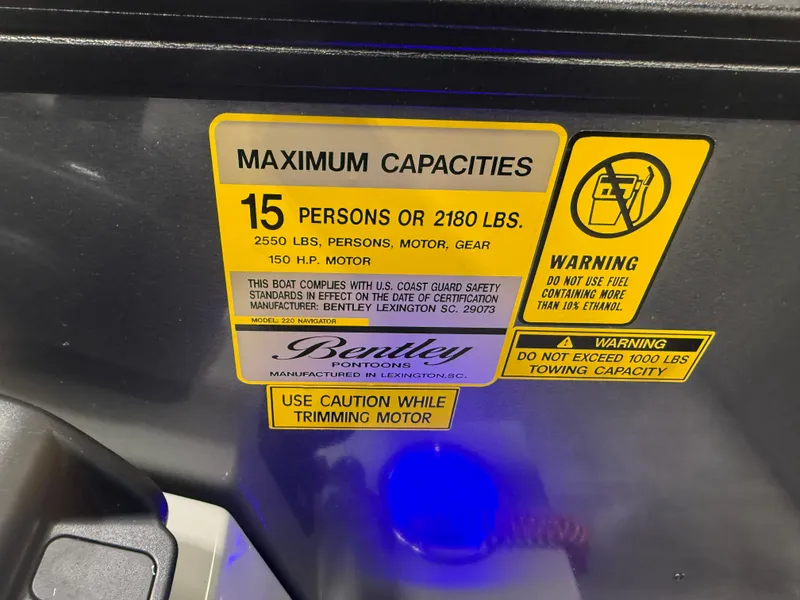 MAXIMUM CAPACITIES
15 PERSONS OR 2180 LBS.
2550 LBS, PERSONS, MOTOR, GEAR
150 H.P. MOTOR
THIS BOAT COMPLIES WITH U.S. COAST GUARD SAFETY
STANDARDS IN EFFECT ON THE DATE OF CERTIFICATION
MANUFACTURER: BENTLEY LEXINGTON SC. 29073
MODEL: 220 NAVIGATOR
Bentley
PONTOONS
MANUFACTURED IN LEXINGTON,SC.
USE CAUTION WHILE
TRIMMING MOTOR
WARNING
DO NOT USE FUEL
CONTAINING MORE
THAN 10% ETHANOL.
WARNING
DO NOT EXCEED 1000 LBS
TOWING CAPACITY